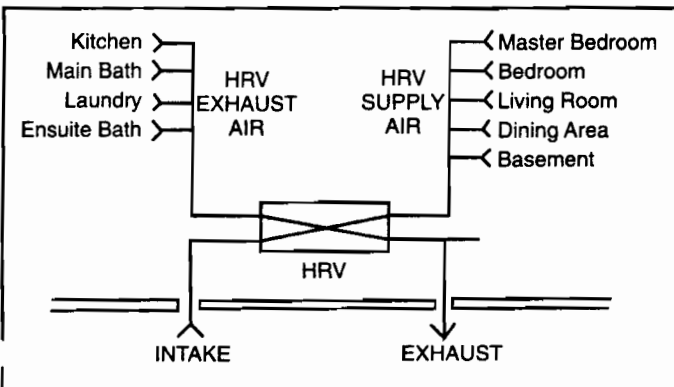 Kitchen
Main Bath
Laundry
Ensuite Bath
HRV
EXHAUST
AIR
HRV
SUPPLY
AIR
Master Bedroom
Bedroom
Living Room
Dining Area
Basement
HRV
INTAKE
EXHAUST